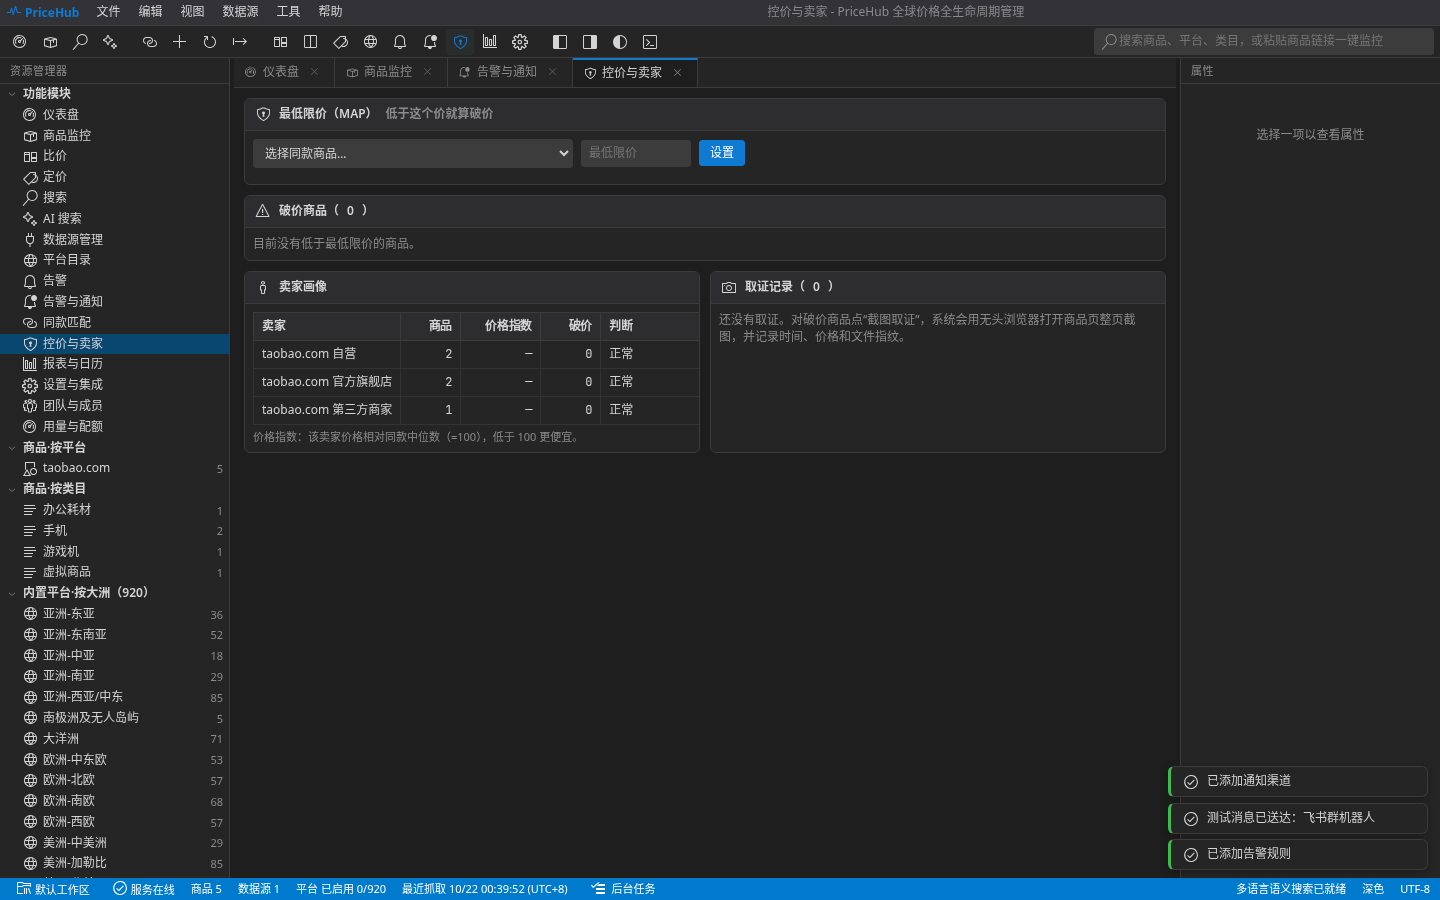 PriceHub 文件 编辑 视图 数据源 工具 帮助 控价与卖家 - PriceHub 全球价格全生命周期管理
搜索商品、平台、类目，或粘贴商品链接一键监控
资源管理器
功能模块
仪表盘
商品监控
比价
定价
搜索
AI 搜索
数据源管理
平台目录
告警
告警与通知
同款匹配
控价与卖家
报表与日历
设置与集成
团队与成员
用量与配额
商品·按平台
taobao.com 5
商品·按类目
办公耗材 1
手机 2
游戏机 1
虚拟商品 1
内置平台·按大洲（920）
亚洲-东亚 36
亚洲-东南亚 52
亚洲-中亚 18
亚洲-南亚 29
亚洲-西亚/中东 85
南极洲及无人岛屿 5
大洋洲 71
欧洲-中东欧 53
欧洲-北欧 57
欧洲-南欧 68
欧洲-西欧 57
美洲-中美洲 29
美洲-加勒比 85
仪表盘 商品监控 告警与通知 控价与卖家
最低限价（MAP） 低于这个价就算破价
选择同款商品... 最低限价 设置
破价商品（ 0 ）
目前没有低于最低限价的商品。
卖家画像
卖家 商品 价格指数 破价 判断
taobao.com 自营 2 — 0 正常
taobao.com 官方旗舰店 2 — 0 正常
taobao.com 第三方商家 1 — 0 正常
价格指数：该卖家价格相对同款中位数（=100），低于 100 更便宜。
取证记录（ 0 ）
还没有取证。对破价商品点“截图取证”，系统会用无头浏览器打开商品页整页截
图，并记录时间、价格和文件指纹。
属性
选择一项以查看属性
已添加通知渠道
测试消息已送达：飞书群机器人
已添加告警规则
默认工作区 服务在线 商品 5 数据源 1 平台 已启用 0/920 最近抓取 10/22 00:39:52 (UTC+8) 后台任务 多语言语义搜索已就绪 深色 UTF-8